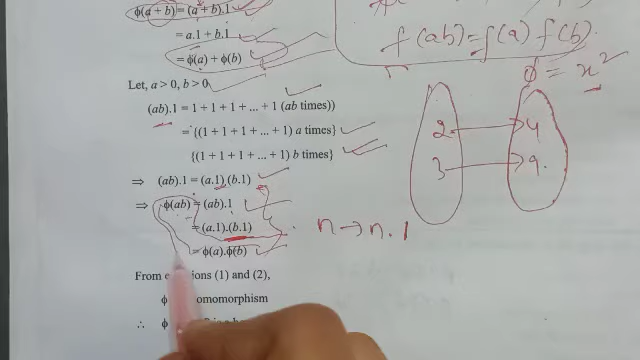 ϕ(a + b) = (a + b).1
= a.1 + b.1
= ϕ(a) + ϕ(b)
f(ab) = f(a) f(b).
ϕ = x²
Let, a > 0, b > 0
(ab).1 = 1 + 1 + 1 + ... + 1 (ab times))
= {(1 + 1 + 1 + ... + 1) a times}
{(1 + 1 + 1 + ... + 1) b times}
2 → 4
3 → 9.
⇒ (ab).1 = (a.1).(b.1)
⇒ ϕ(ab) = (ab).1
= (a.1).(b.1)
n → n.1
= ϕ(a).ϕ(b)
From equations (1) and (2),
ϕ omomorphism
∴ ϕ